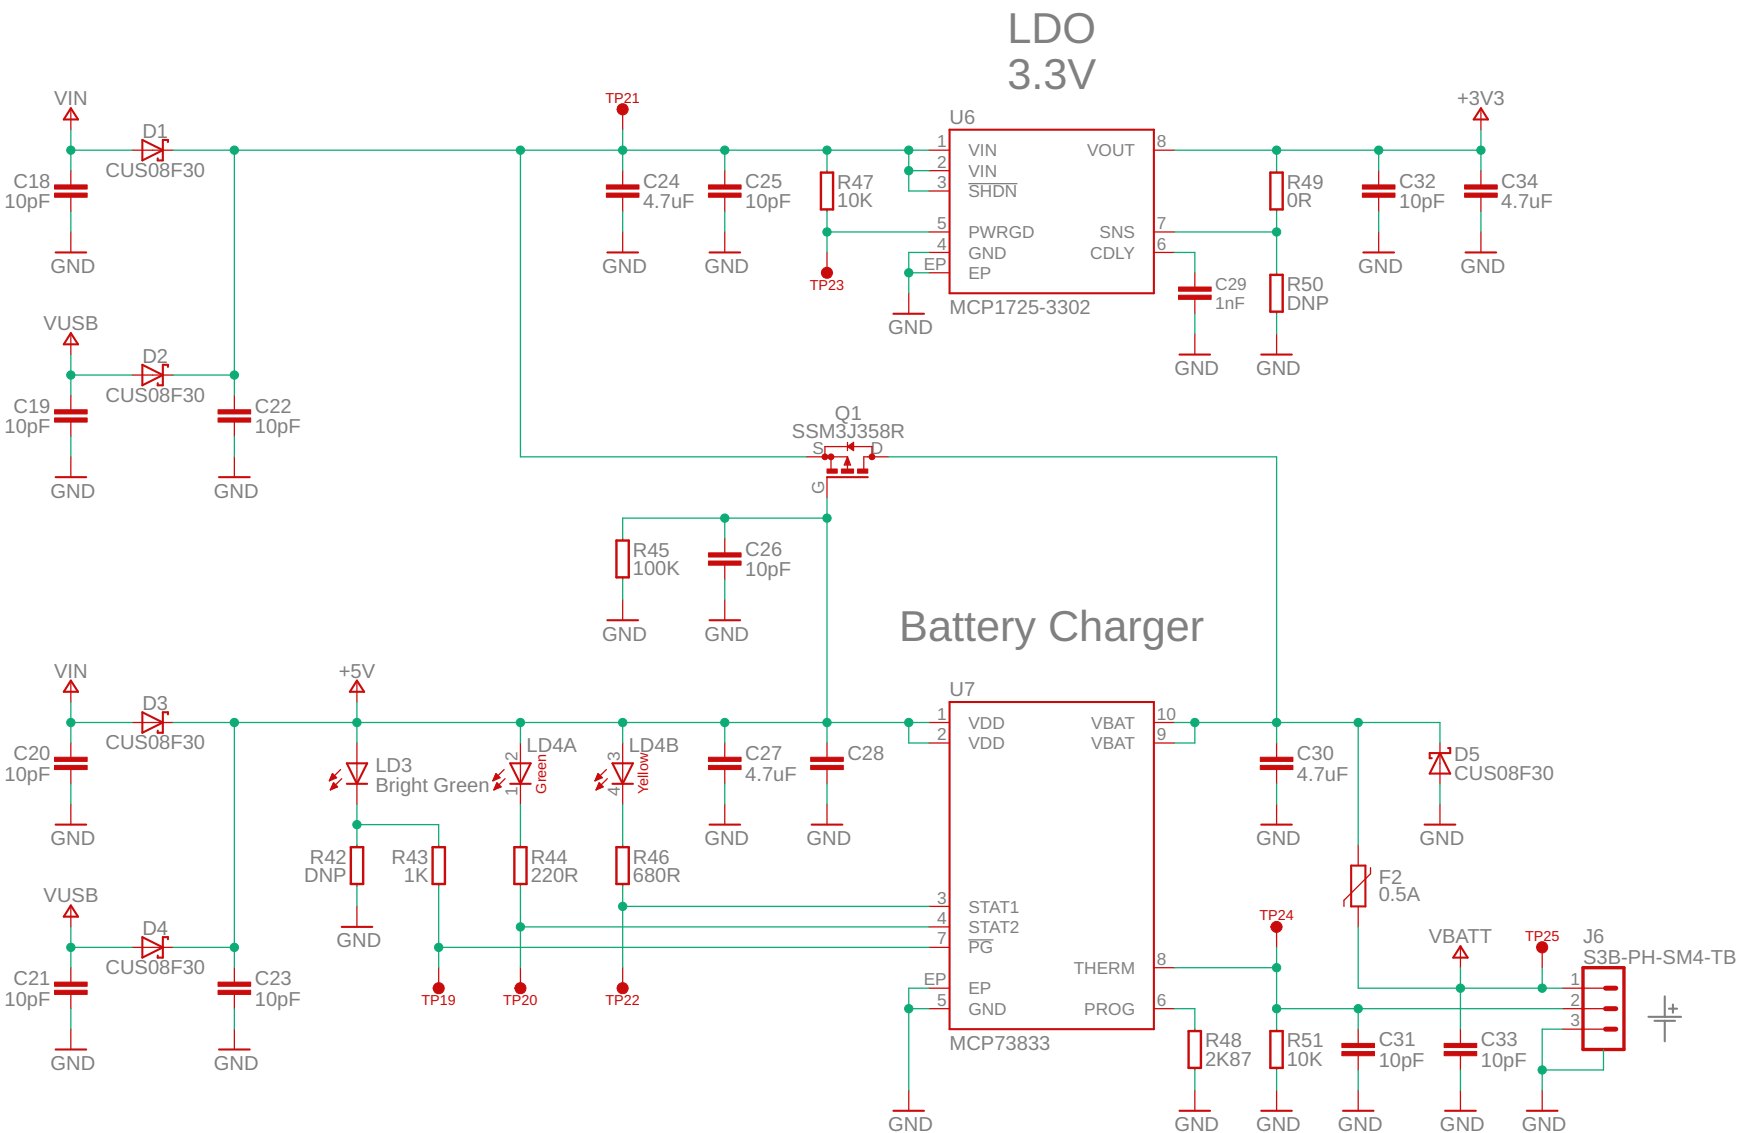 LDO
3.3V
VIN
D1
CUS08F30
C18
10pF
GND
VUSB
D2
CUS08F30
C19
10pF
GND
C22
10pF
GND
TP21
C24
4.7uF
GND
C25
10pF
GND
R47
10K
TP23
U6
1 VIN
2 VIN
3 SHDN
5 PWRGD
4 GND
EP EP
VOUT 8
SNS 7
CDLY 6
MCP1725-3302
GND
C29
1nF
GND
R49
0R
R50
DNP
GND
C32
10pF
GND
+3V3
C34
4.7uF
GND
Q1
SSM3J358R
S D
G
R45
100K
GND
C26
10pF
GND
Battery Charger
VIN
D3
CUS08F30
C20
10pF
GND
VUSB
D4
CUS08F30
C21
10pF
GND
C23
10pF
GND
+5V
LD3
Bright Green
R42
DNP
GND
R43
1K
TP19
LD4A
2
1
Green
R44
220R
TP20
LD4B
3
4
Yellow
R46
680R
TP22
C27
4.7uF
GND
C28
GND
U7
1 VDD
2 VDD
3 STAT1
4 STAT2
7 PG
EP EP
5 GND
VBAT 10
VBAT 9
THERM 8
PROG 6
MCP73833
GND
C30
4.7uF
GND
D5
CUS08F30
GND
F2
0.5A
TP24
VBATT
TP25
J6
S3B-PH-SM4-TB
1
2
3
+
R48
2K87
GND
R51
10K
GND
C31
10pF
GND
C33
10pF
GND
GND